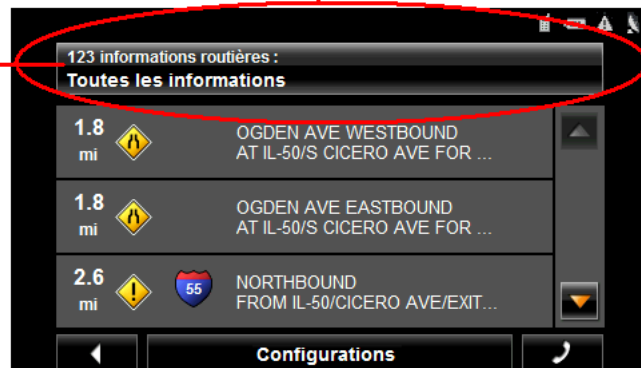 123 informations routières :
Toutes les informations
1.8
mi
OGDEN AVE WESTBOUND
AT IL-50/S CICERO AVE FOR ...
1.8
mi
OGDEN AVE EASTBOUND
AT IL-50/S CICERO AVE FOR ...
2.6
mi
55
NORTHBOUND
FROM IL-50/CICERO AVE/EXIT...
Configurations